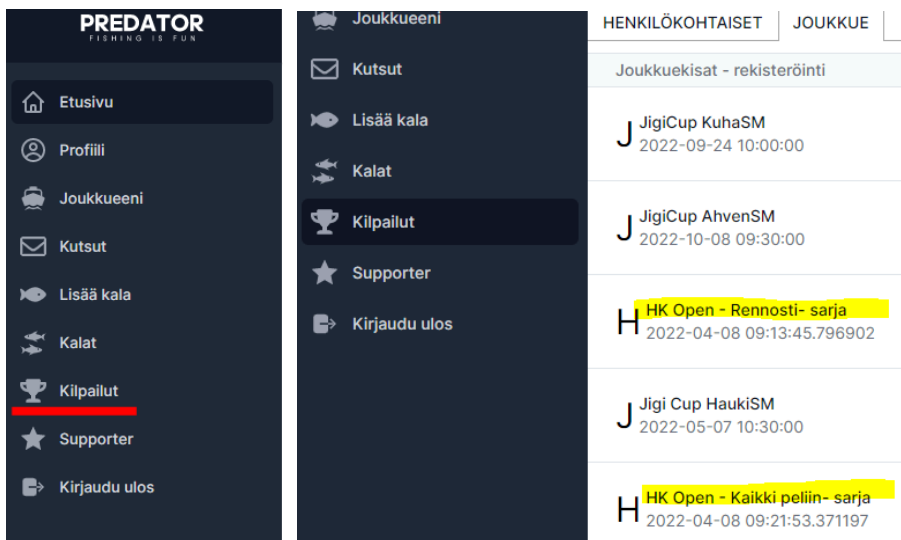 PREDATOR
FISHING IS FUN
Etusivu
Profiili
Joukkueeni
Kutsut
Lisää kala
Kalat
Kilpailut
Supporter
Kirjaudu ulos
Joukkueeni
Kutsut
Lisää kala
Kalat
Kilpailut
Supporter
Kirjaudu ulos
HENKILÖKOHTAISET JOUKKUE
Joukkuekisat - rekisteröinti
J JigiCup KuhaSM
2022-09-24 10:00:00
J JigiCup AhvenSM
2022-10-08 09:30:00
H HK Open - Rennosti- sarja
2022-04-08 09:13:45.796902
J Jigi Cup HaukiSM
2022-05-07 10:30:00
H HK Open - Kaikki peliin- sarja
2022-04-08 09:21:53.371197